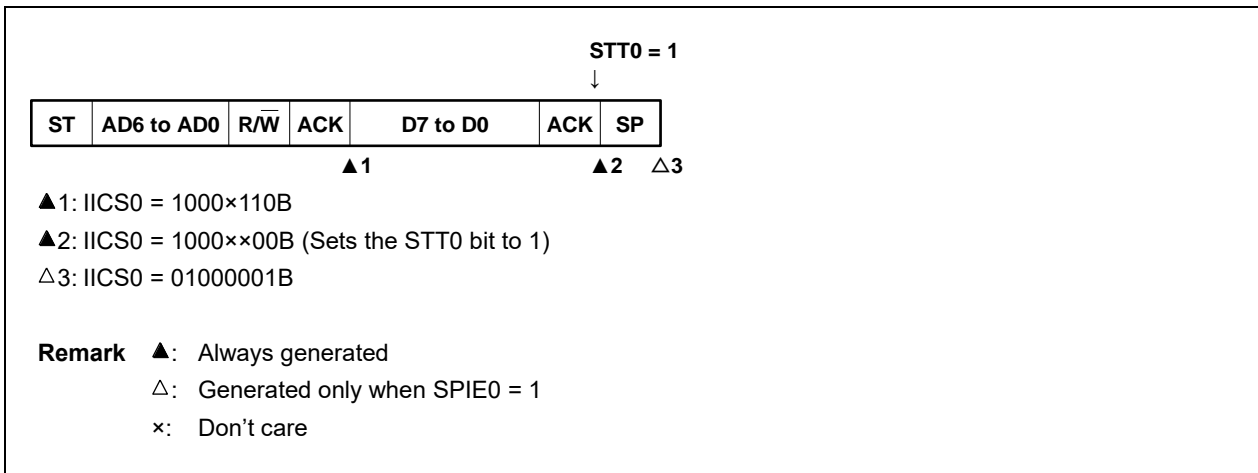 STT0 = 1
↓
ST AD6 to AD0 R/W̅ ACK D7 to D0 ACK SP
▲1 ▲2 △3
▲1: IICS0 = 1000×110B
▲2: IICS0 = 1000××00B (Sets the STT0 bit to 1)
△3: IICS0 = 01000001B
Remark ▲: Always generated
△: Generated only when SPIE0 = 1
×: Don’t care